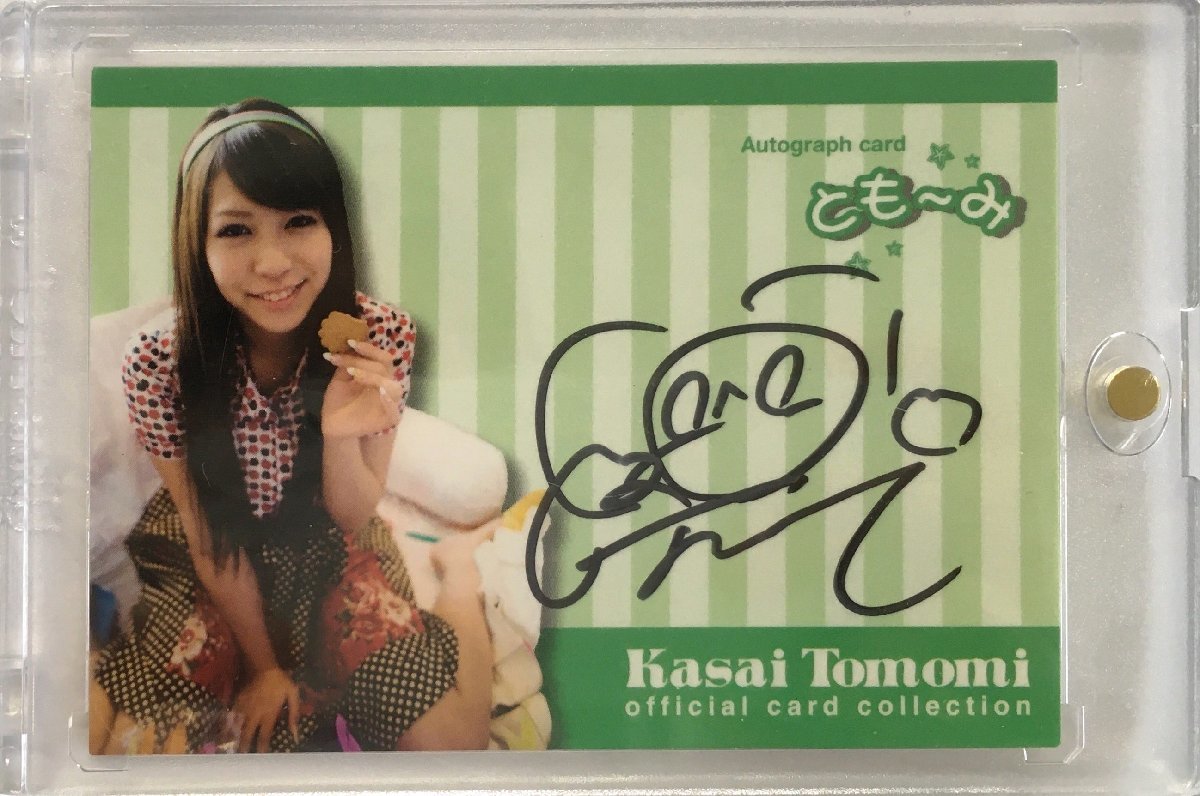 Autograph card
とも～み
Kasai Tomomi
official card collection